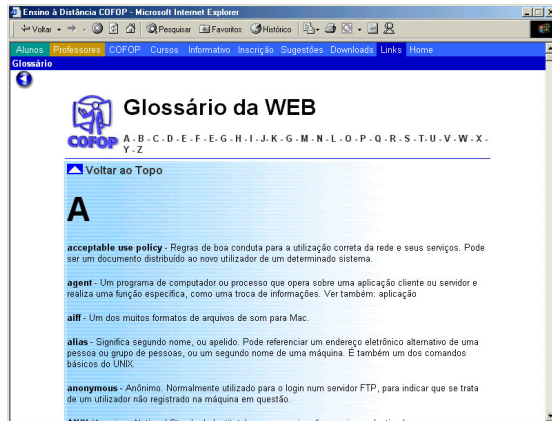 Ensino à Distância COFOP - Microsoft Internet Explorer
Voltar Pesquisar Favoritos Histórico
Alunos Professores COFOP Cursos Informativo Inscrição Sugestões Downloads Links Home
Glossário
Glossário da WEB
COFOP
A - B - C - D - E - F - E - G - H - I - J - K - G - M - N - L - O - P - Q - R - S - T - U - V - W - X -
Y - Z
Voltar ao Topo
A
acceptable use policy - Regras de boa conduta para a utilização correta da rede e seus serviços. Pode
ser um documento distribuído ao novo utilizador de um determinado sistema.
agent - Um programa de computador ou processo que opera sobre uma aplicação cliente ou servidor e
realiza uma função específica, como uma troca de informações. Ver também: aplicação
aiff - Um dos muitos formatos de arquivos de som para Mac.
alias - Significa segundo nome, ou apelido. Pode referenciar um endereço eletrônico alternativo de uma
pessoa ou grupo de pessoas, ou um segundo nome de uma máquina. É também um dos comandos
básicos do UNIX.
anonymous - Anônimo. Normalmente utilizado para o login num servidor FTP, para indicar que se trata
de um utilizador não registrado na máquina em questão.